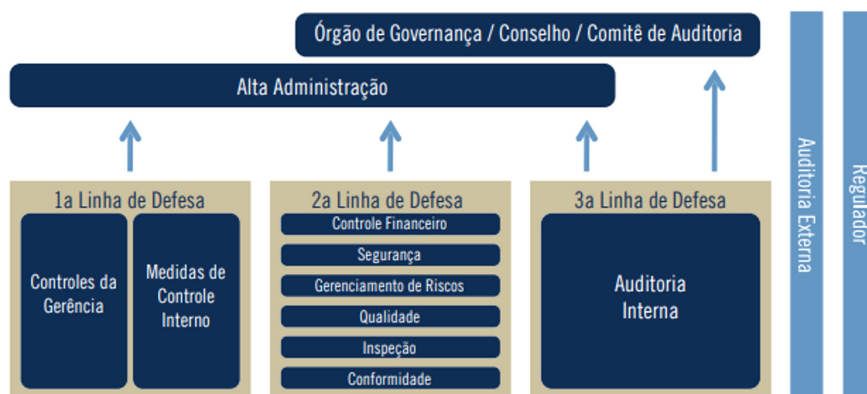 Órgão de Governança / Conselho / Comitê de Auditoria
Alta Administração
1a Linha de Defesa
Controles da
Gerência
Medidas de
Controle
Interno
2a Linha de Defesa
Controle Financeiro
Segurança
Gerenciamento de Riscos
Qualidade
Inspeção
Conformidade
3a Linha de Defesa
Auditoria
Interna
Auditoria Externa
Regulador